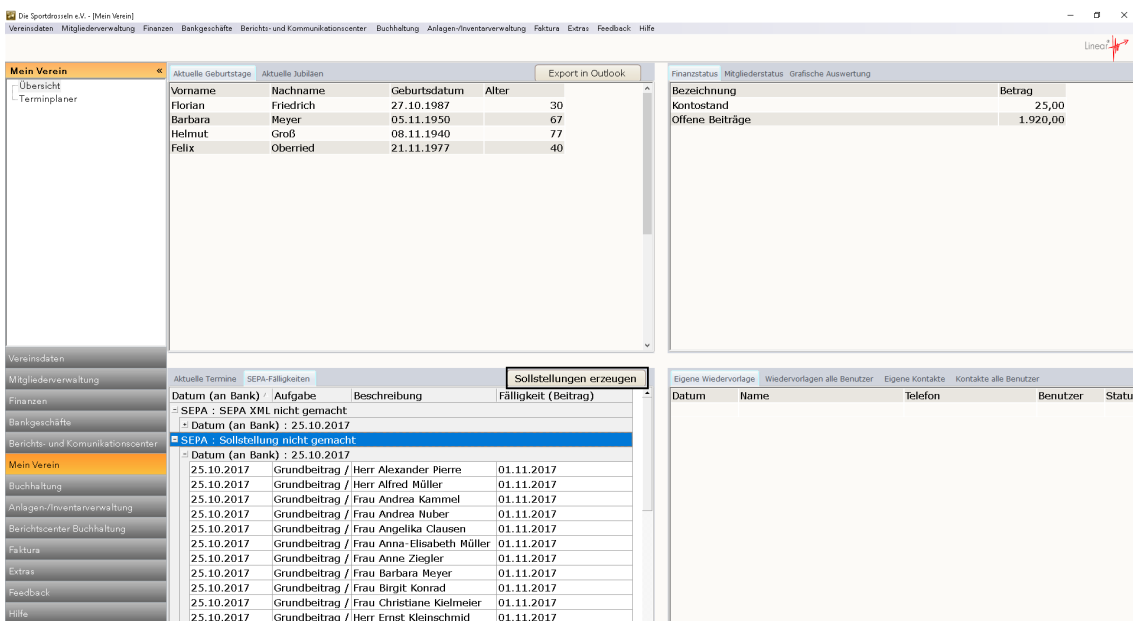 Die Sportdrosseln e.V. - [Mein Verein]
Vereinsdaten Mitgliederverwaltung Finanzen Bankgeschäfte Berichts- und Kommunikationscenter Buchhaltung Anlagen-/Inventarverwaltung Faktura Extras Feedback Hilfe
Linear
Mein Verein «
Übersicht
Terminplaner
Aktuelle Geburtstage Aktuelle Jubiläen Export in Outlook
Vorname Nachname Geburtsdatum Alter
Florian Friedrich 27.10.1987 30
Barbara Meyer 05.11.1950 67
Helmut Groß 08.11.1940 77
Felix Oberried 21.11.1977 40
Finanzstatus Mitgliederstatus Grafische Auswertung
Bezeichnung Betrag
Kontostand 25,00
Offene Beiträge 1.920,00
Vereinsdaten
Mitgliederverwaltung
Finanzen
Bankgeschäfte
Berichts- und Komunikationscenter
Mein Verein
Buchhaltung
Anlagen-/Inventarverwaltung
Berichtscenter Buchhaltung
Faktura
Extras
Feedback
Hilfe
Aktuelle Termine SEPA-Fälligkeiten Sollstellungen erzeugen
Datum (an Bank) Aufgabe Beschreibung Fälligkeit (Beitrag)
SEPA : SEPA XML nicht gemacht
Datum (an Bank) : 25.10.2017
SEPA : Sollstellung nicht gemacht
Datum (an Bank) : 25.10.2017
25.10.2017 Grundbeitrag / Herr Alexander Pierre 01.11.2017
25.10.2017 Grundbeitrag / Herr Alfred Müller 01.11.2017
25.10.2017 Grundbeitrag / Frau Andrea Kammel 01.11.2017
25.10.2017 Grundbeitrag / Frau Andrea Nuber 01.11.2017
25.10.2017 Grundbeitrag / Frau Angelika Clausen 01.11.2017
25.10.2017 Grundbeitrag / Frau Anna-Elisabeth Müller 01.11.2017
25.10.2017 Grundbeitrag / Frau Anne Ziegler 01.11.2017
25.10.2017 Grundbeitrag / Frau Barbara Meyer 01.11.2017
25.10.2017 Grundbeitrag / Frau Birgit Konrad 01.11.2017
25.10.2017 Grundbeitrag / Frau Christiane Kielmeier 01.11.2017
25.10.2017 Grundbeitrag / Herr Ernst Kleinschmid 01.11.2017
Eigene Wiedervorlage Wiedervorlagen alle Benutzer Eigene Kontakte Kontakte alle Benutzer
Datum Name Telefon Benutzer Statu